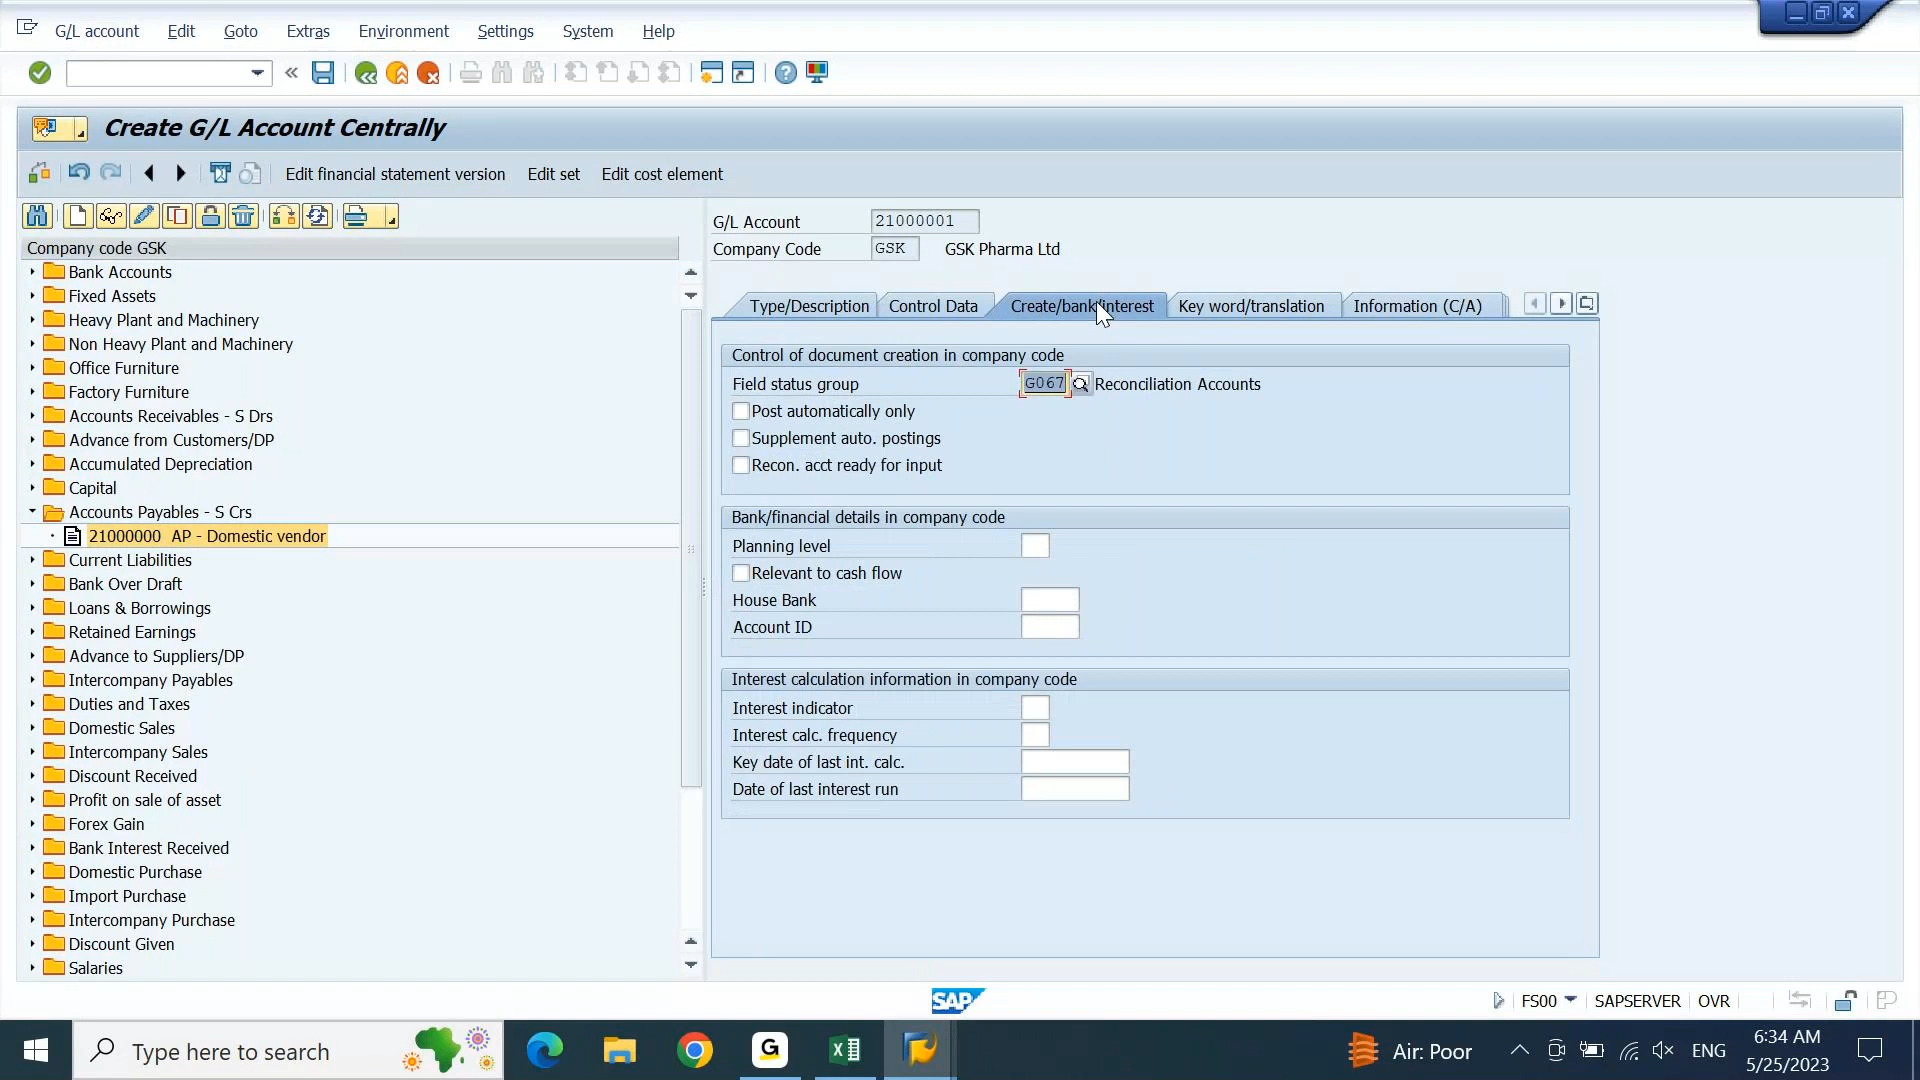 G/L account Edit Goto Extras Environment Settings System Help
Create G/L Account Centrally
Edit financial statement version Edit set Edit cost element
Company code GSK
Bank Accounts
Fixed Assets
Heavy Plant and Machinery
Non Heavy Plant and Machinery
Office Furniture
Factory Furniture
Accounts Receivables - S Drs
Advance from Customers/DP
Accumulated Depreciation
Capital
Accounts Payables - S Crs
21000000 AP - Domestic vendor
Current Liabilities
Bank Over Draft
Loans & Borrowings
Retained Earnings
Advance to Suppliers/DP
Intercompany Payables
Duties and Taxes
Domestic Sales
Intercompany Sales
Discount Received
Profit on sale of asset
Forex Gain
Bank Interest Received
Domestic Purchase
Import Purchase
Intercompany Purchase
Discount Given
Salaries
G/L Account 21000001
Company Code GSK GSK Pharma Ltd
Type/Description Control Data Create/bank/interest Key word/translation Information (C/A)
Control of document creation in company code
Field status group G067 Reconciliation Accounts
Post automatically only
Supplement auto. postings
Recon. acct ready for input
Bank/financial details in company code
Planning level
Relevant to cash flow
House Bank
Account ID
Interest calculation information in company code
Interest indicator
Interest calc. frequency
Key date of last int. calc.
Date of last interest run
SAP FS00 SAPSERVER OVR
Type here to search G Air: Poor ENG 6:34 AM
5/25/2023